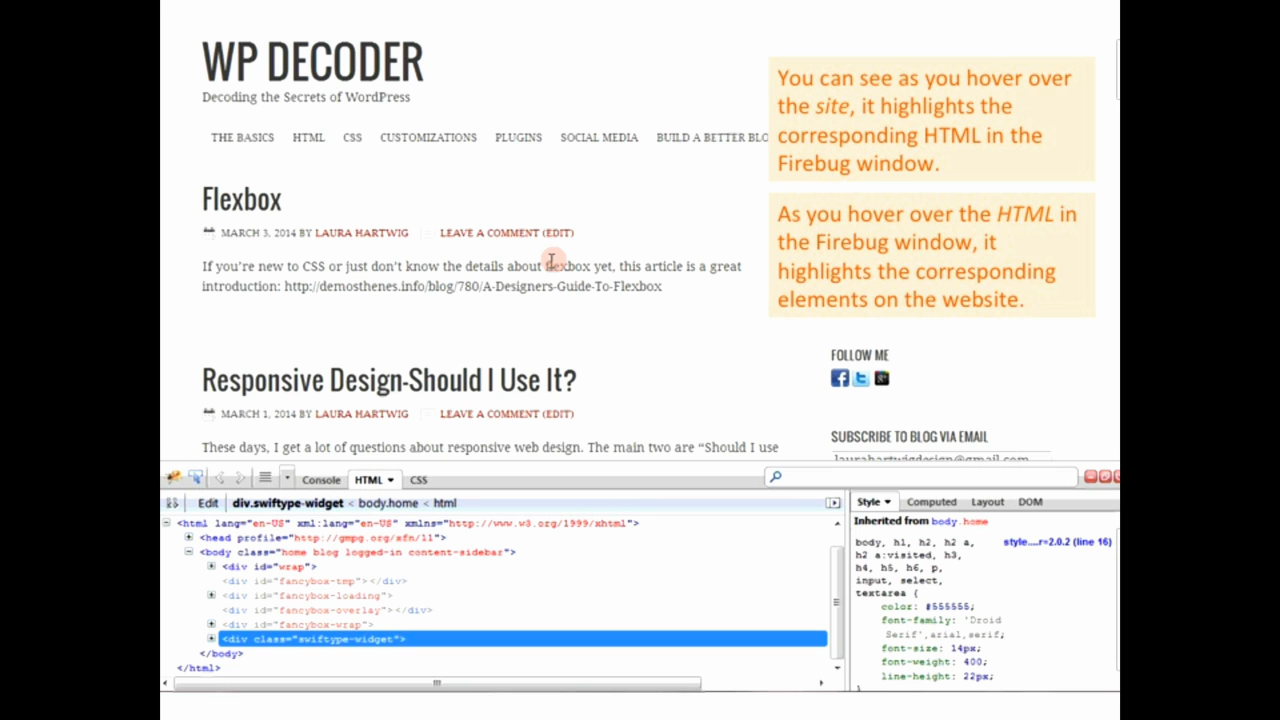 WP DECODER
Decoding the Secrets of WordPress
THE BASICS HTML CSS CUSTOMIZATIONS PLUGINS SOCIAL MEDIA BUILD A BETTER BLO
You can see as you hover over
the site, it highlights the
corresponding HTML in the
Firebug window.
As you hover over the HTML in
the Firebug window, it
highlights the corresponding
elements on the website.
Flexbox
MARCH 3, 2014 BY LAURA HARTWIG LEAVE A COMMENT (EDIT)
If you're new to CSS or just don't know the details about flexbox yet, this article is a great
introduction: http://demosthenes.info/blog/780/A-Designers-Guide-To-Flexbox
Responsive Design-Should I Use It?
MARCH 1, 2014 BY LAURA HARTWIG LEAVE A COMMENT (EDIT)
These days, I get a lot of questions about responsive web design. The main two are “Should I use
FOLLOW ME
SUBSCRIBE TO BLOG VIA EMAIL
laurahartwigdesign@gmail.com
Console HTML CSS
Edit div.swiftype-widget < body.home < html
<html lang="en-US" xml:lang="en-US" xmlns="http://www.w3.org/1999/xhtml">
<head profile="http://gmpg.org/xfn/11">
<body class="home blog logged-in content-sidebar">
<div id="wrap">
<div id="fancybox-tmp"></div>
<div id="fancybox-loading">
<div id="fancybox-overlay"></div>
<div id="fancybox-wrap">
<div class="swiftype-widget">
</body>
</html>
Style Computed Layout DOM
Inherited from body.home
body, h1, h2, h2 a, style....r=2.0.2 (line 16)
h2 a:visited, h3,
h4, h5, h6, p,
input, select,
textarea {
color: #555555;
font-family: 'Droid
Serif',arial,serif;
font-size: 14px;
font-weight: 400;
line-height: 22px;
}